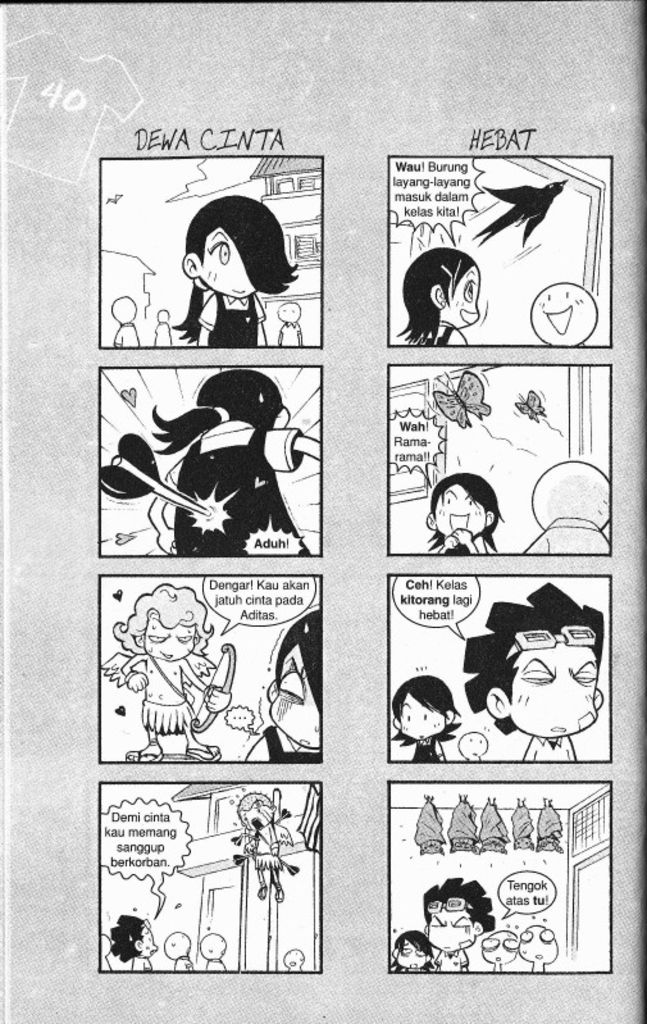 40
DEWA CINTA
Aduh!
Dengar! Kau akan
jatuh cinta pada
Aditas.
Demi cinta
kau memang
sanggup
berkorban.
HEBAT
Wau! Burung
layang-layang
masuk dalam
kelas kita!
Wah!
Rama-
rama!!
Ceh! Kelas
kitorang lagi
hebat!
Tengok
atas tu!